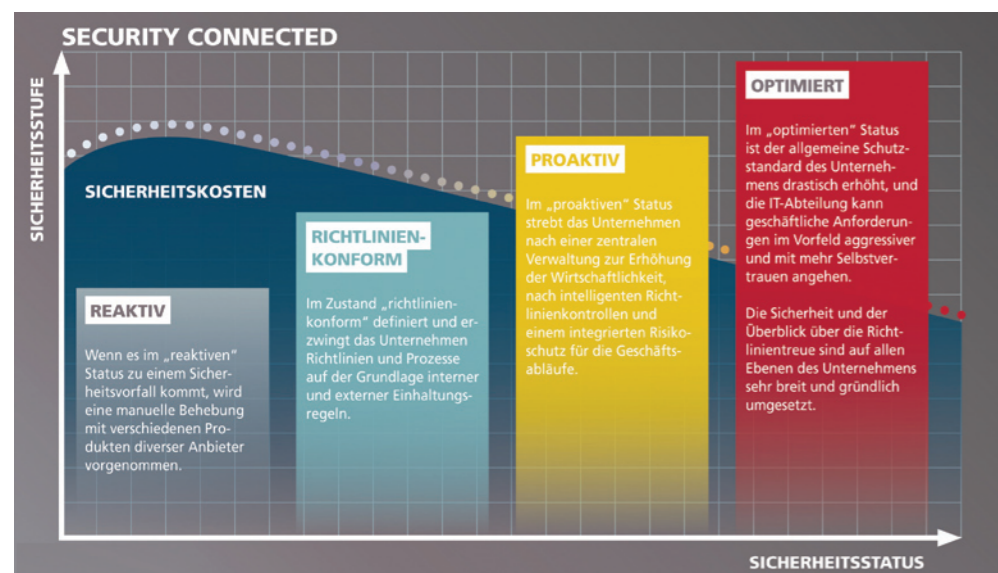 SECURITY CONNECTED
SICHERHEITSSTUFE
SICHERHEITSKOSTEN
REAKTIV
Wenn es im „reaktiven“
Status zu einem Sicher-
heitsvorfall kommt, wird
eine manuelle Behebung
mit verschiedenen Pro-
dukten diverser Anbieter
vorgenommen.
RICHTLINIEN-
KONFORM
Im Zustand „richtlinien-
konform“ definiert und er-
zwingt das Unternehmen
Richtlinien und Prozesse
auf der Grundlage interner
und externer Einhaltungs-
regeln.
PROAKTIV
Im „proaktiven“ Status
strebt das Unternehmen
nach einer zentralen
Verwaltung zur Erhöhung
der Wirtschaftlichkeit,
nach intelligenten Richt-
linienkontrollen und
einem integrierten Risiko-
schutz für die Geschäfts-
abläufe.
OPTIMIERT
Im „optimierten“ Status
ist der allgemeine Schutz-
standard des Unterneh-
mens drastisch erhöht, und
die IT-Abteilung kann
geschäftliche Anforderun-
gen im Vorfeld aggressiver
und mit mehr Selbstver-
trauen angehen.
Die Sicherheit und der
Überblick über die Richt-
linientreue sind auf allen
Ebenen des Unternehmens
sehr breit und gründlich
umgesetzt.
SICHERHEITSSTATUS